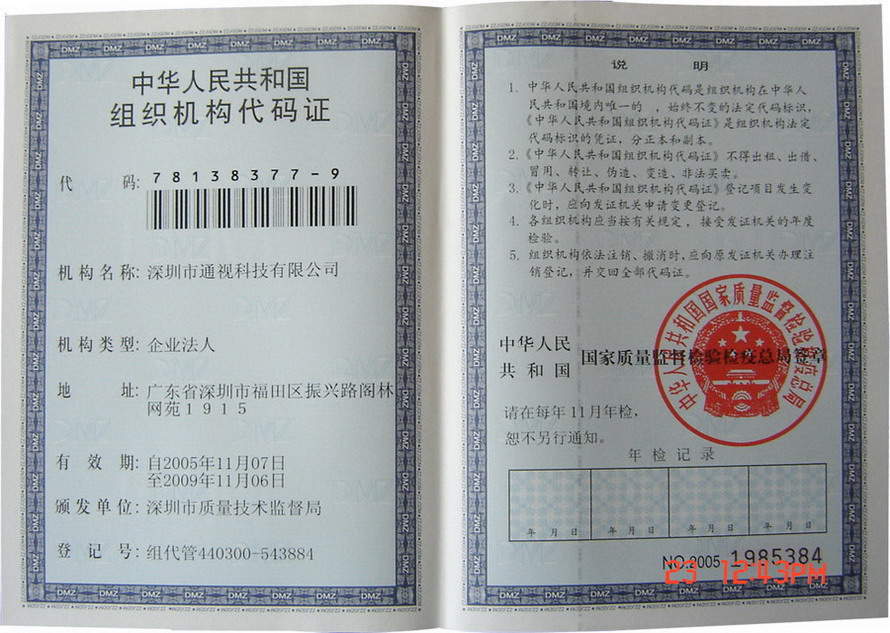 中华人民共和国
组织机构代码证
代 码: 78138377-9
机构名称: 深圳市通视科技有限公司
机构类型: 企业法人
地 址: 广东省深圳市福田区振兴路阁林
网苑1915
有 效 期: 自2005年11月07日
至2009年11月06日
颁发单位: 深圳市质量技术监督局
登 记 号: 组代管440300-543884
说 明
1. 中华人民共和国组织机构代码是组织机构在中华人
民共和国境内唯一的 ，始终不变的法定代码标识，
《中华人民共和国组织机构代码证》是组织机构法定
代码标识的凭证，分正本和副本。
2.《中华人民共和国组织机构代码证》不得出租、出借、
冒用、转让、伪造、变造、非法买卖。
3.《中华人民共和国组织机构代码证》登记项目发生变
化时，应向发证机关申请变更登记。
4. 各组织机构应当按有关规定，接受发证机关的年度
检验。
5. 组织机构依法注销、撤消时，应向原发证机关办理注
销登记，并交回全部代码证。
中华人民
共和国 国家质量监督检验检疫总局签章
中华人民共和国国家质量监督检验检疫总局
请在每年11月年检，
恕不另行通知。
年检记录
年 月 日 年 月 日 年 月 日 年 月 日
NO.2005 1985384
23 12:43PM